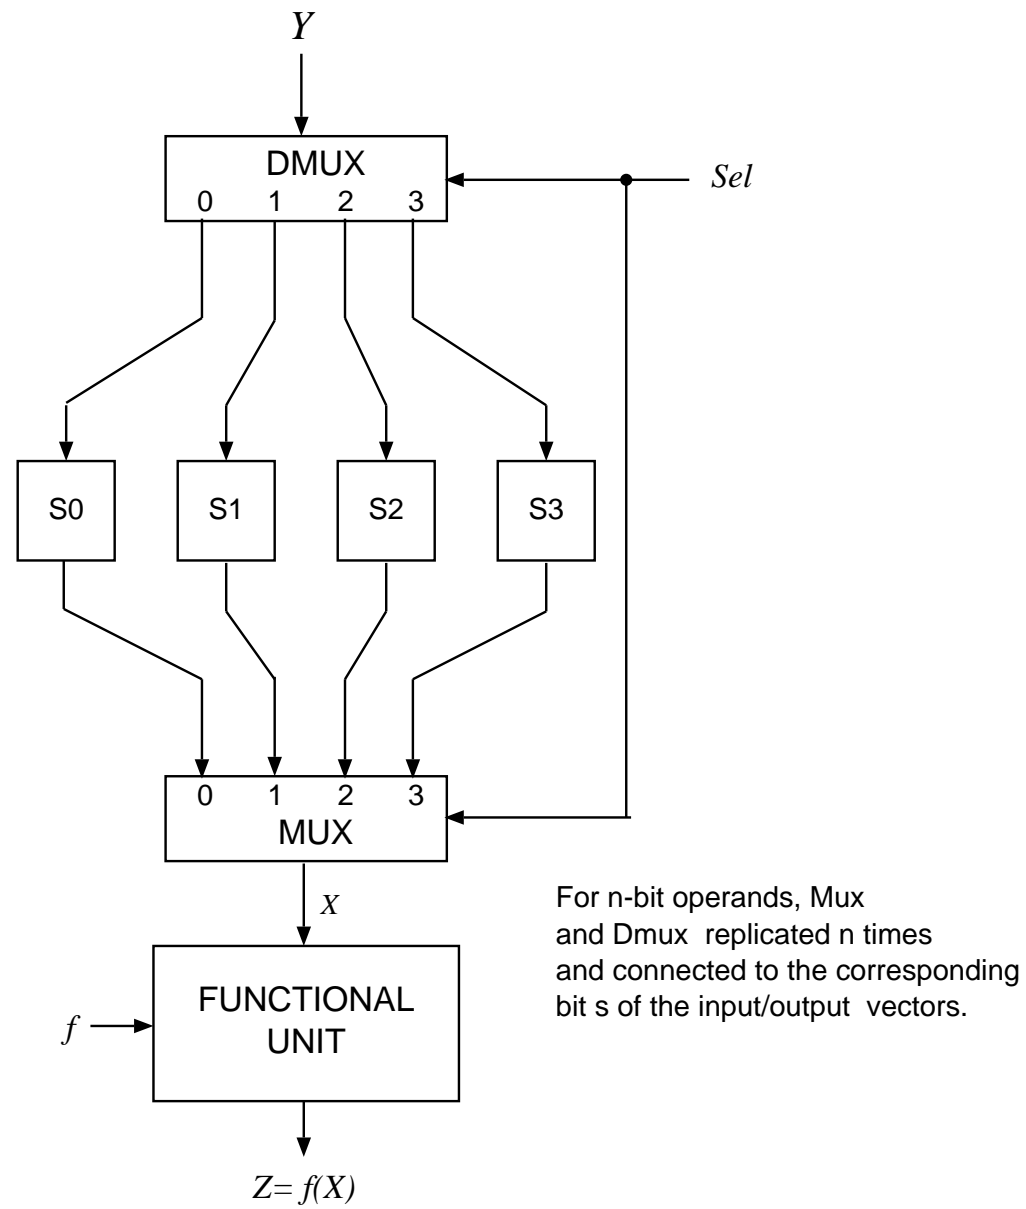 Y
DMUX
0 1 2 3
Sel
S0 S1 S2 S3
0 1 2 3
MUX
X
For n-bit operands, Mux
and Dmux replicated n times
and connected to the corresponding
bit s of the input/output vectors.
FUNCTIONAL
UNIT
f
Z= f(X)